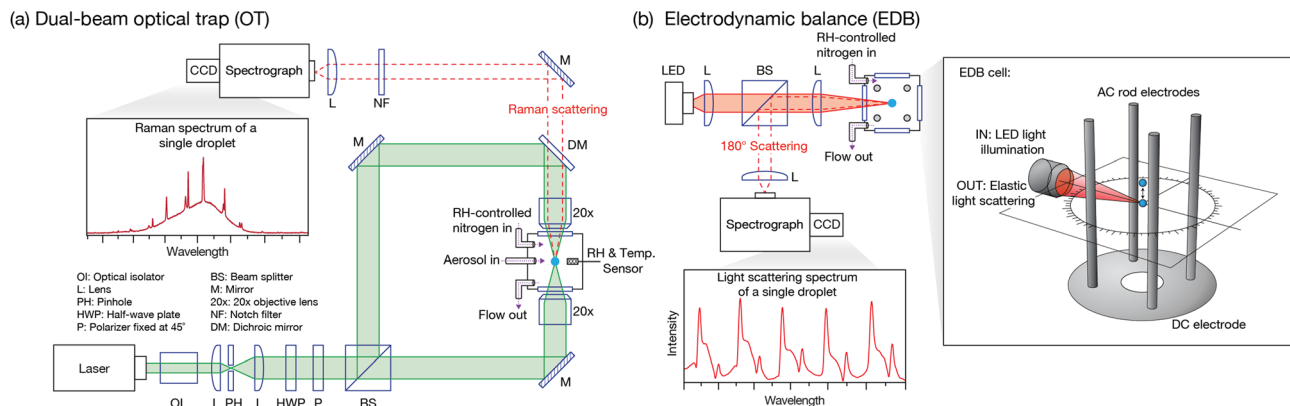 (a) Dual-beam optical trap (OT)
CCD
Spectrograph
L
NF
M
Raman scattering
Raman spectrum of a
single droplet
Wavelength
M
DM
20x
RH-controlled
nitrogen in
Aerosol in
RH & Temp.
Sensor
Flow out
20x
OI: Optical isolator
L: Lens
PH: Pinhole
HWP: Half-wave plate
P: Polarizer fixed at 45°
BS: Beam splitter
M: Mirror
20x: 20x objective lens
NF: Notch filter
DM: Dichroic mirror
Laser
OI
L
PH
L
HWP
P
BS
M
(b) Electrodynamic balance (EDB)
RH-controlled
nitrogen in
LED
L
BS
L
180° Scattering
Flow out
L
Spectrograph
CCD
Light scattering spectrum
of a single droplet
Intensity
Wavelength
EDB cell:
AC rod electrodes
IN: LED light
illumination
OUT: Elastic
light scattering
DC electrode